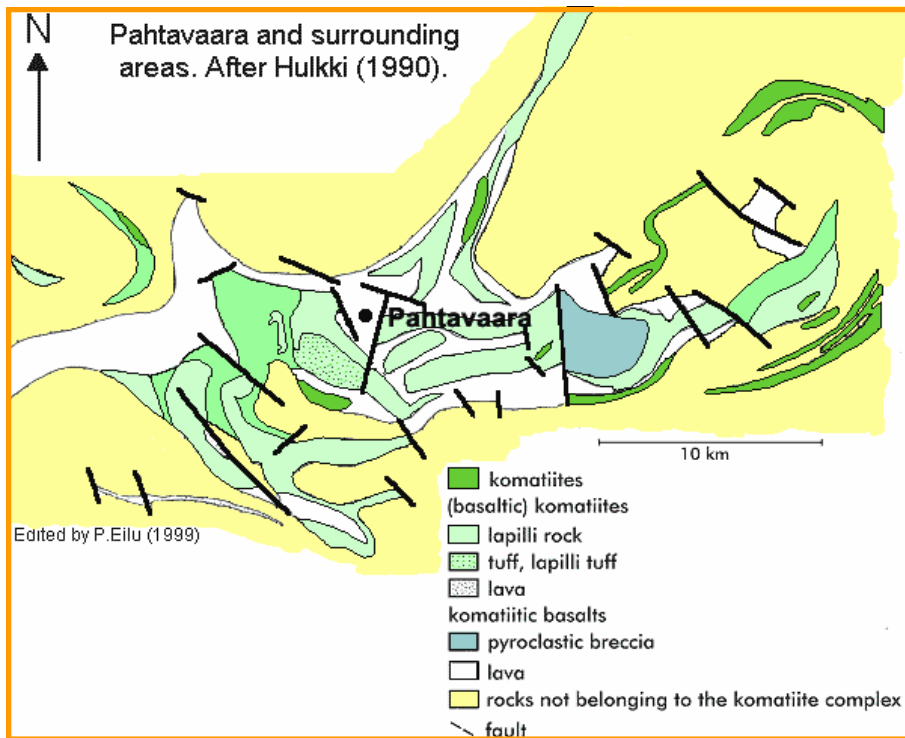 N
Pahtavaara and surrounding
areas. After Hulkki (1990).
Pahtavaara
10 km
komatiites
(basaltic) komatiites
lapilli rock
tuff, lapilli tuff
lava
komatiitic basalts
pyroclastic breccia
lava
rocks not belonging to the komatiite complex
fault
Edited by P.Eilu (1999)